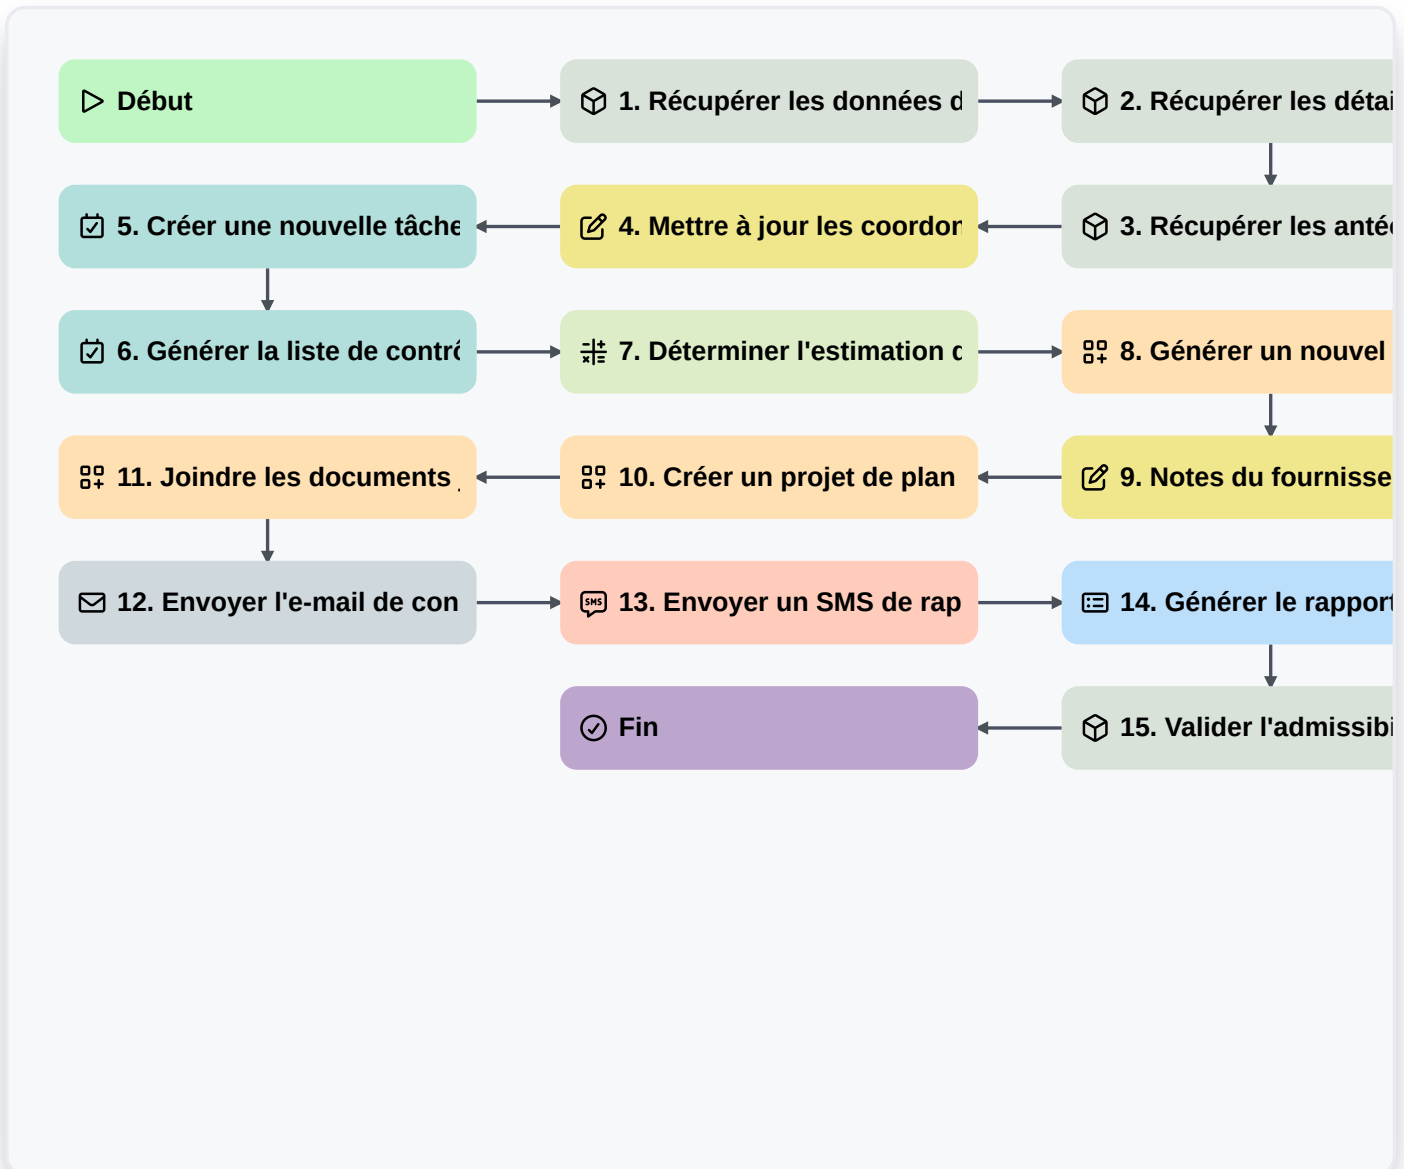 Début
1. Récupérer les données d
2. Récupérer les détai
5. Créer une nouvelle tâche
4. Mettre à jour les coordon
3. Récupérer les anté
6. Générer la liste de contrô
7. Déterminer l'estimation
8. Générer un nouvel
11. Joindre les documents
10. Créer un projet de plan
9. Notes du fournisse
12. Envoyer l'e-mail de con
SMS
13. Envoyer un SMS de rap
14. Générer le rapport
Fin
15. Valider l'admissibi